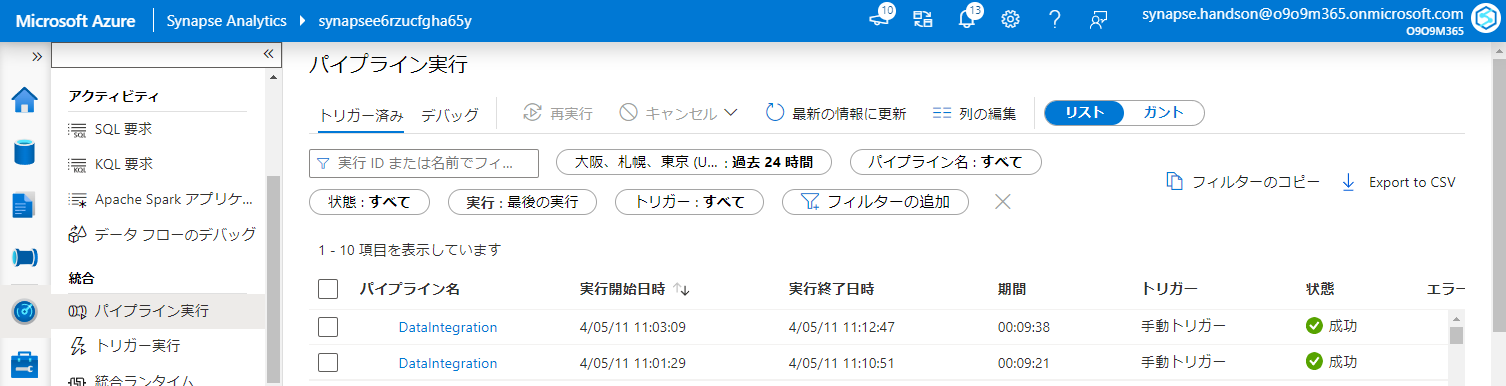 Microsoft Azure Synapse Analytics synapsee6rzucfgha65y 10 13 synapse.handson@o9o9m365.onmicrosoft.com
O9O9M365
アクティビティ
SQL 要求
KQL 要求
Apache Spark アプリケ...
データ フローのデバッグ
統合
パイプライン実行
トリガー実行
統合ランタイム
パイプライン実行
トリガー済み デバッグ 再実行 キャンセル 最新の情報に更新 列の編集 リスト ガント
実行 ID または名前でフィ... 大阪、札幌、東京 (U... : 過去 24 時間 パイプライン名 : すべて
フィルターのコピー Export to CSV
状態 : すべて 実行 : 最後の実行 トリガー : すべて フィルターの追加
1 - 10 項目を表示しています
パイプライン名 実行開始日時 実行終了日時 期間 トリガー 状態 エラー
DataIntegration 4/05/11 11:03:09 4/05/11 11:12:47 00:09:38 手動トリガー 成功
DataIntegration 4/05/11 11:01:29 4/05/11 11:10:51 00:09:21 手動トリガー 成功